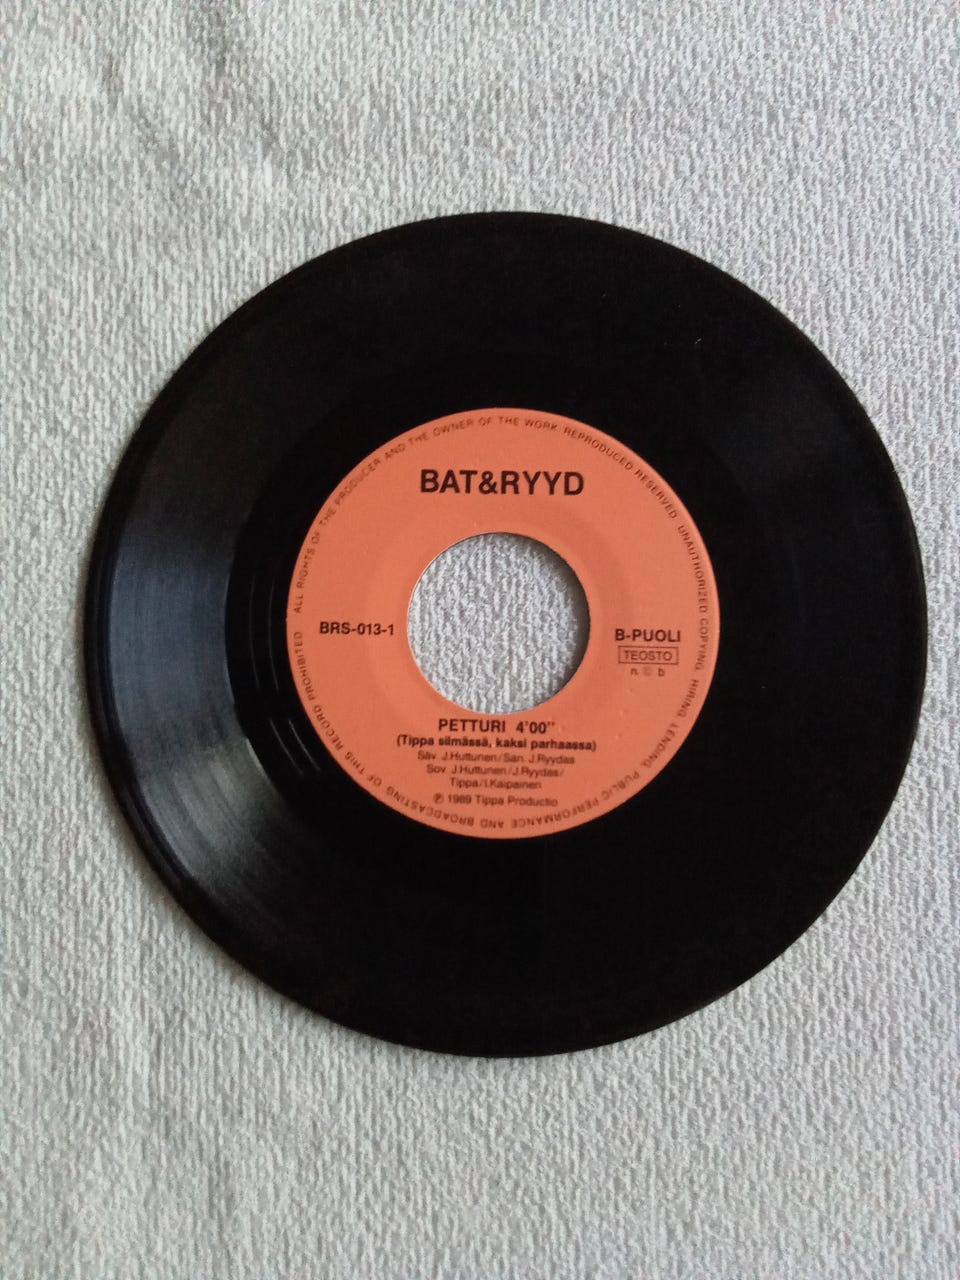 BAT&RYYD
BRS-013-1
B-PUOLI
TEOSTO
n © b
PETTURI 4'00"
(Tippa silmässä, kaksi parhaassa)
Säv. J.Huttunen/San. J.Ryydas
Sov. J.Huttunen/J.Ryydas/
Tippa/I.Kaipainen
℗ 1989 Tippa Productio
ALL RIGHTS OF THE PRODUCER AND THE OWNER OF THE WORK REPRODUCED RESERVED. UNAUTHORIZED COPYING, HIRING, LENDING, PUBLIC PERFORMANCE AND BROADCASTING OF THIS RECORD PROHIBITED